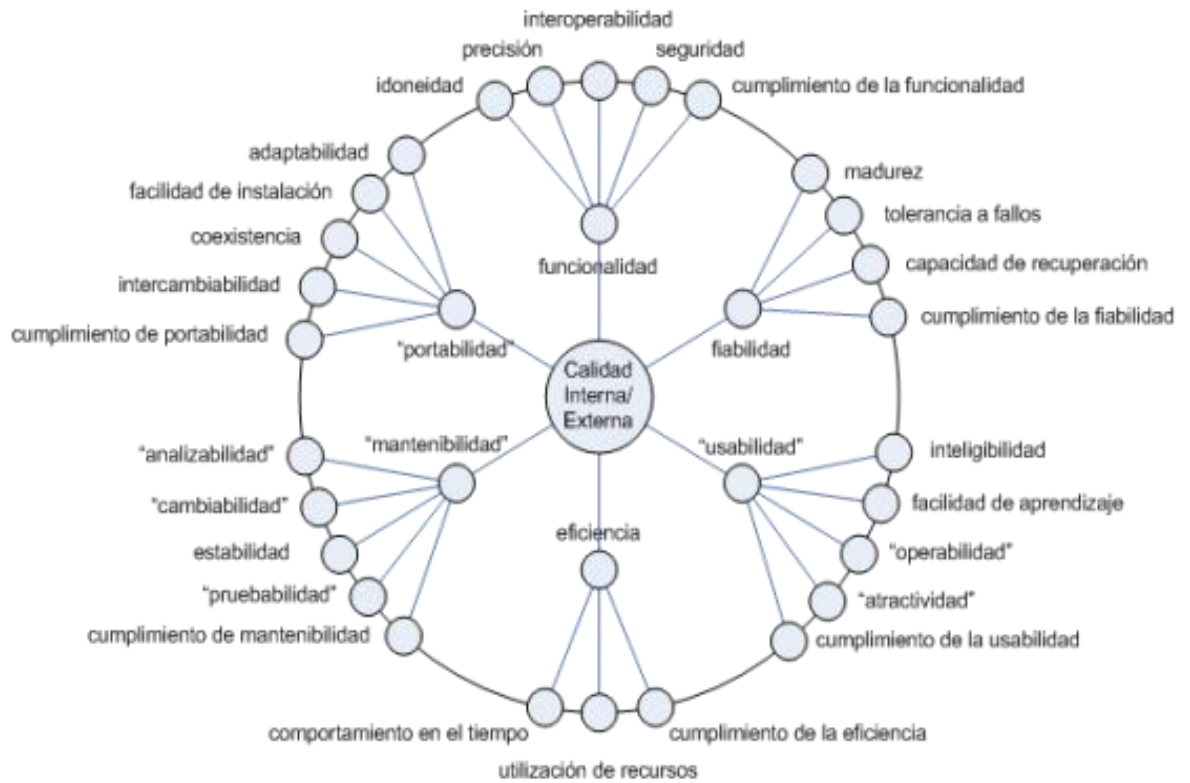 interoperabilidad
precisión
seguridad
idoneidad
cumplimiento de la funcionalidad
adaptabilidad
madurez
facilidad de instalación
tolerancia a fallos
coexistencia
capacidad de recuperación
funcionalidad
intercambiabilidad
cumplimiento de la fiabilidad
cumplimiento de portabilidad
"portabilidad"
fiabilidad
Calidad
Interna/
Externa
"mantenibilidad"
"usabilidad"
"analizabilidad"
inteligibilidad
"cambiabilidad"
facilidad de aprendizaje
eficiencia
estabilidad
"operabilidad"
"pruebabilidad"
"atractividad"
cumplimiento de mantenibilidad
cumplimiento de la usabilidad
comportamiento en el tiempo
cumplimiento de la eficiencia
utilización de recursos